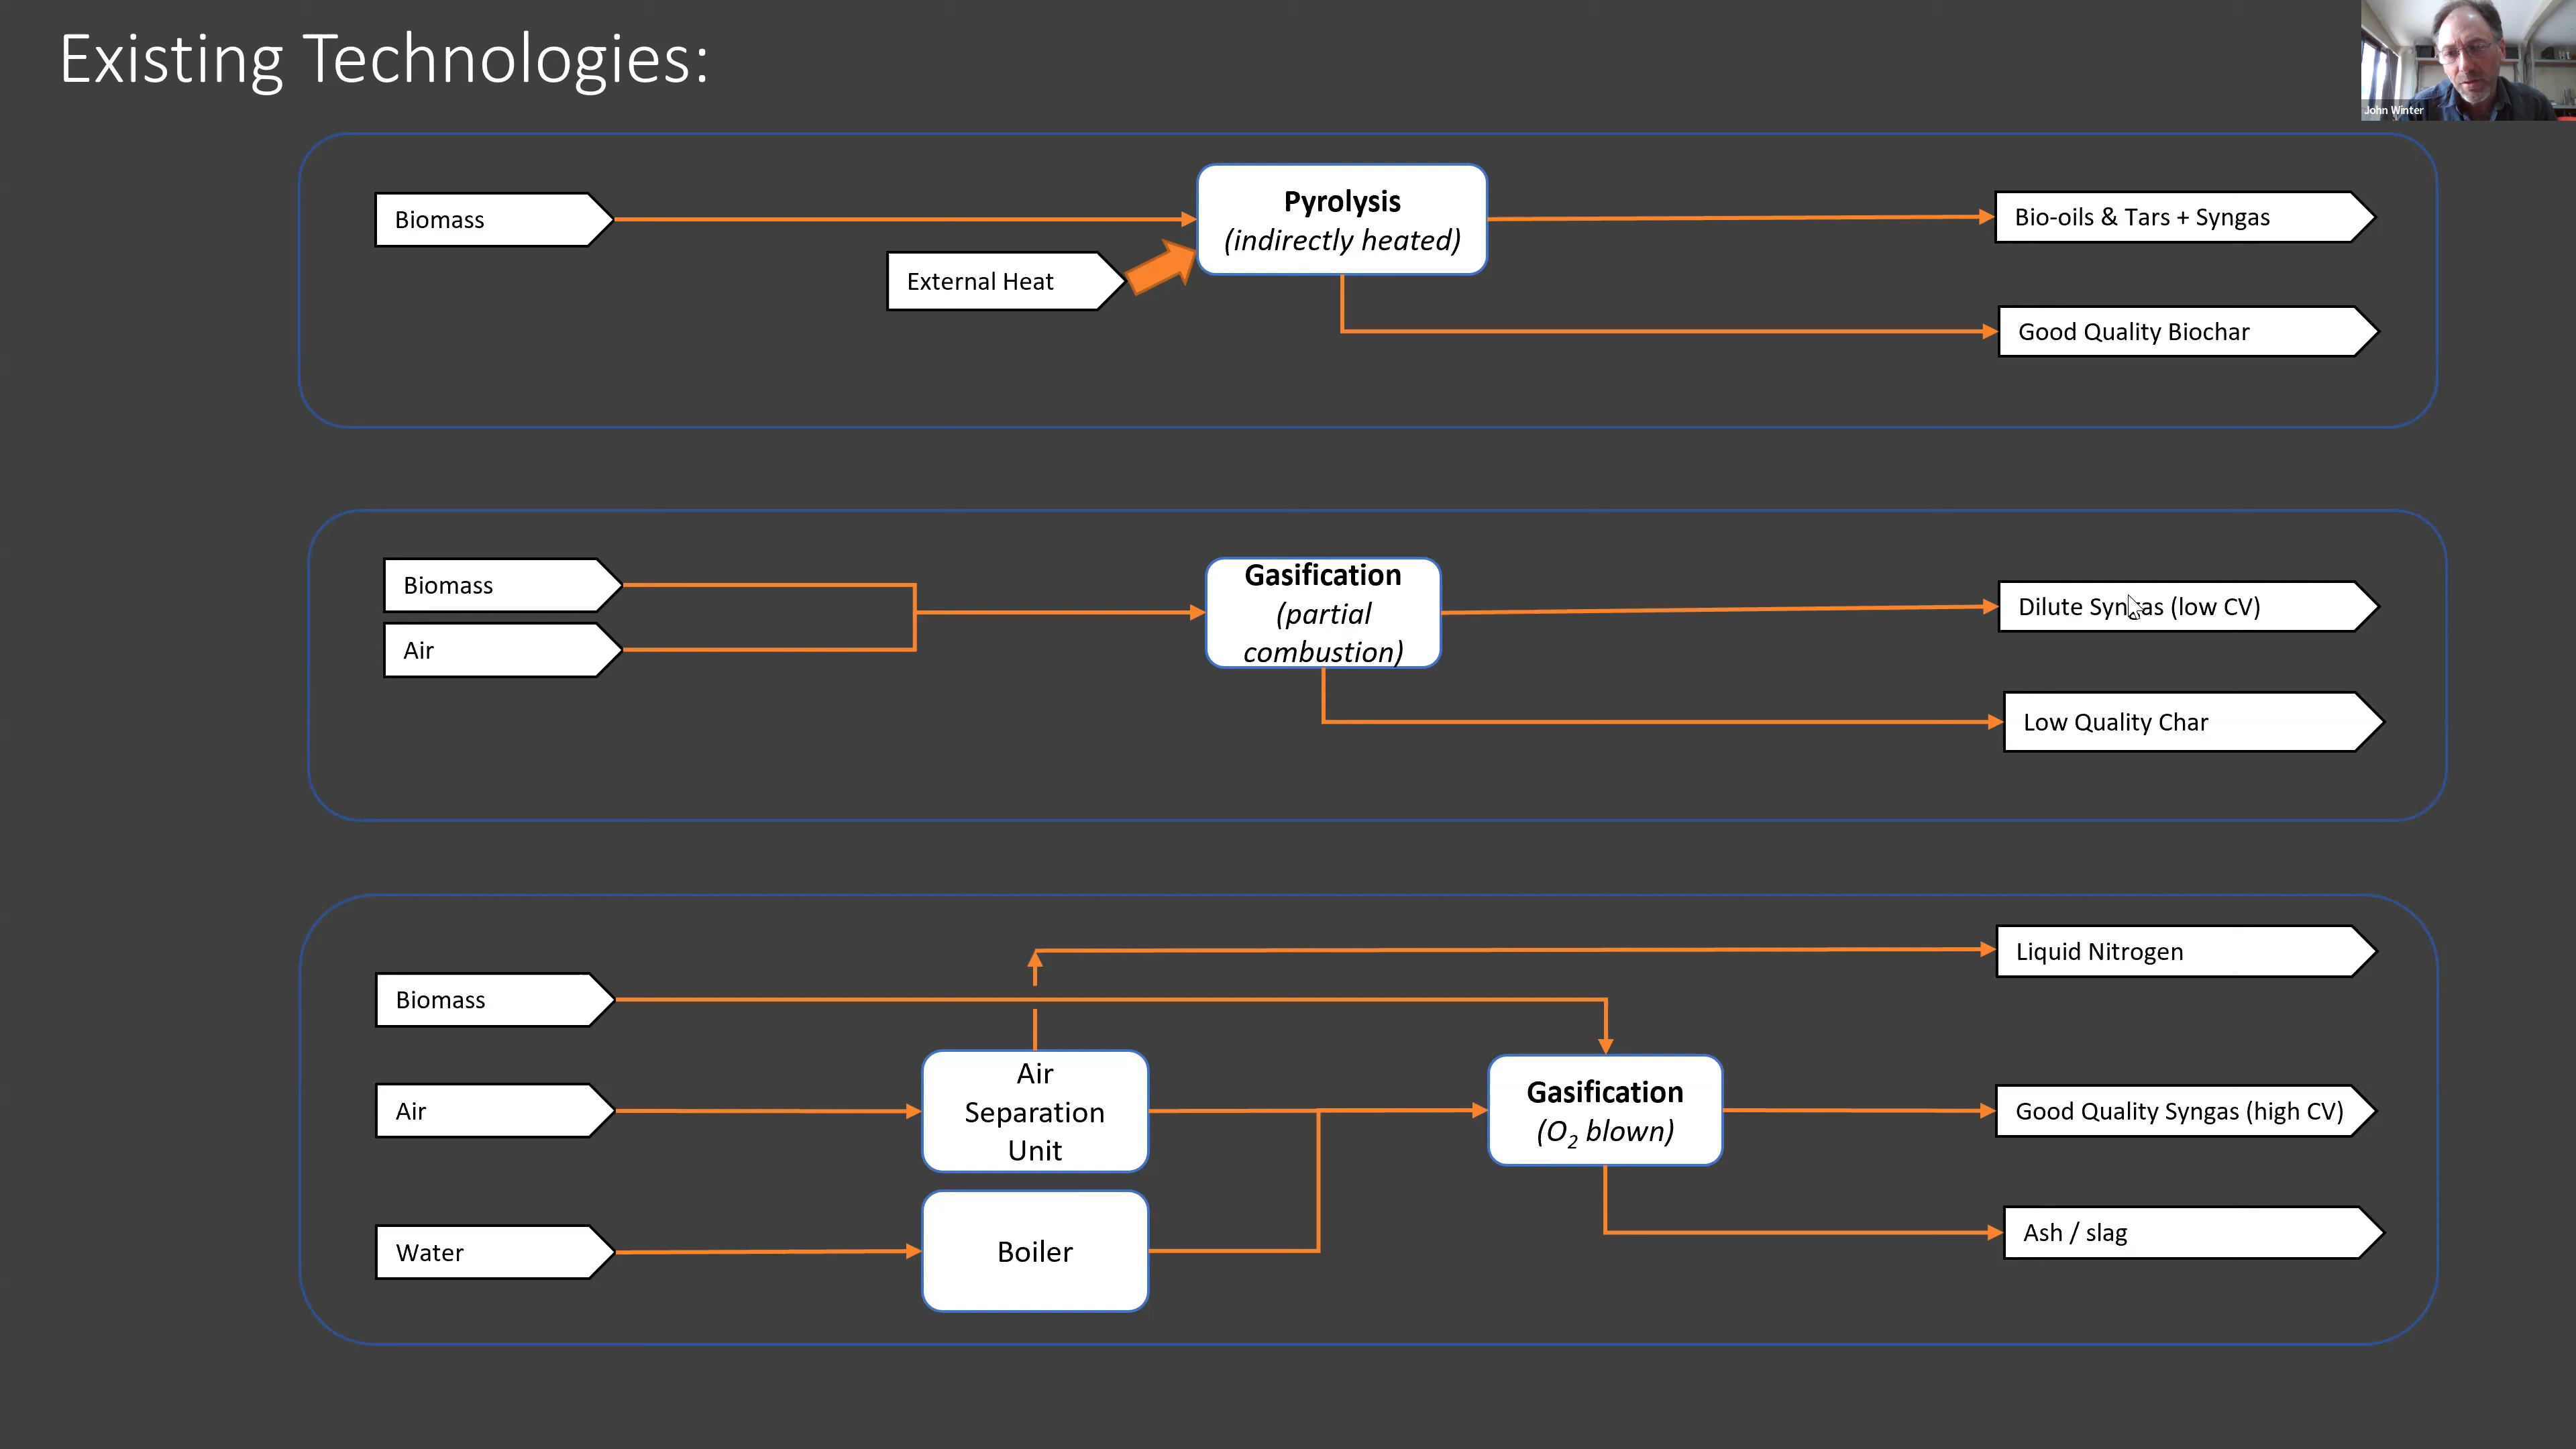 Existing Technologies:
John Winter
Biomass
External Heat
Pyrolysis
(indirectly heated)
Bio-oils & Tars + Syngas
Good Quality Biochar
Biomass
Air
Gasification
(partial
combustion)
Dilute Syngas (low CV)
Low Quality Char
Biomass
Air
Water
Air
Separation
Unit
Boiler
Gasification
(O₂ blown)
Liquid Nitrogen
Good Quality Syngas (high CV)
Ash / slag